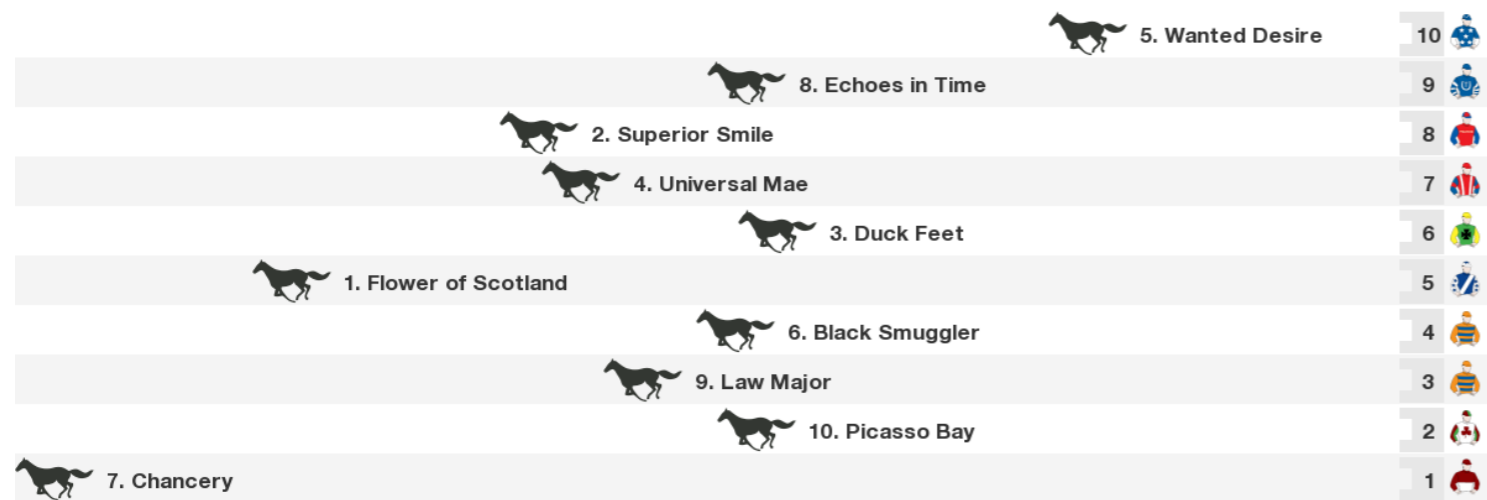 5. Wanted Desire 10
8. Echoes in Time 9
2. Superior Smile 8
4. Universal Mae 7
3. Duck Feet 6
1. Flower of Scotland 5
6. Black Smuggler 4
9. Law Major 3
10. Picasso Bay 2
7. Chancery 1